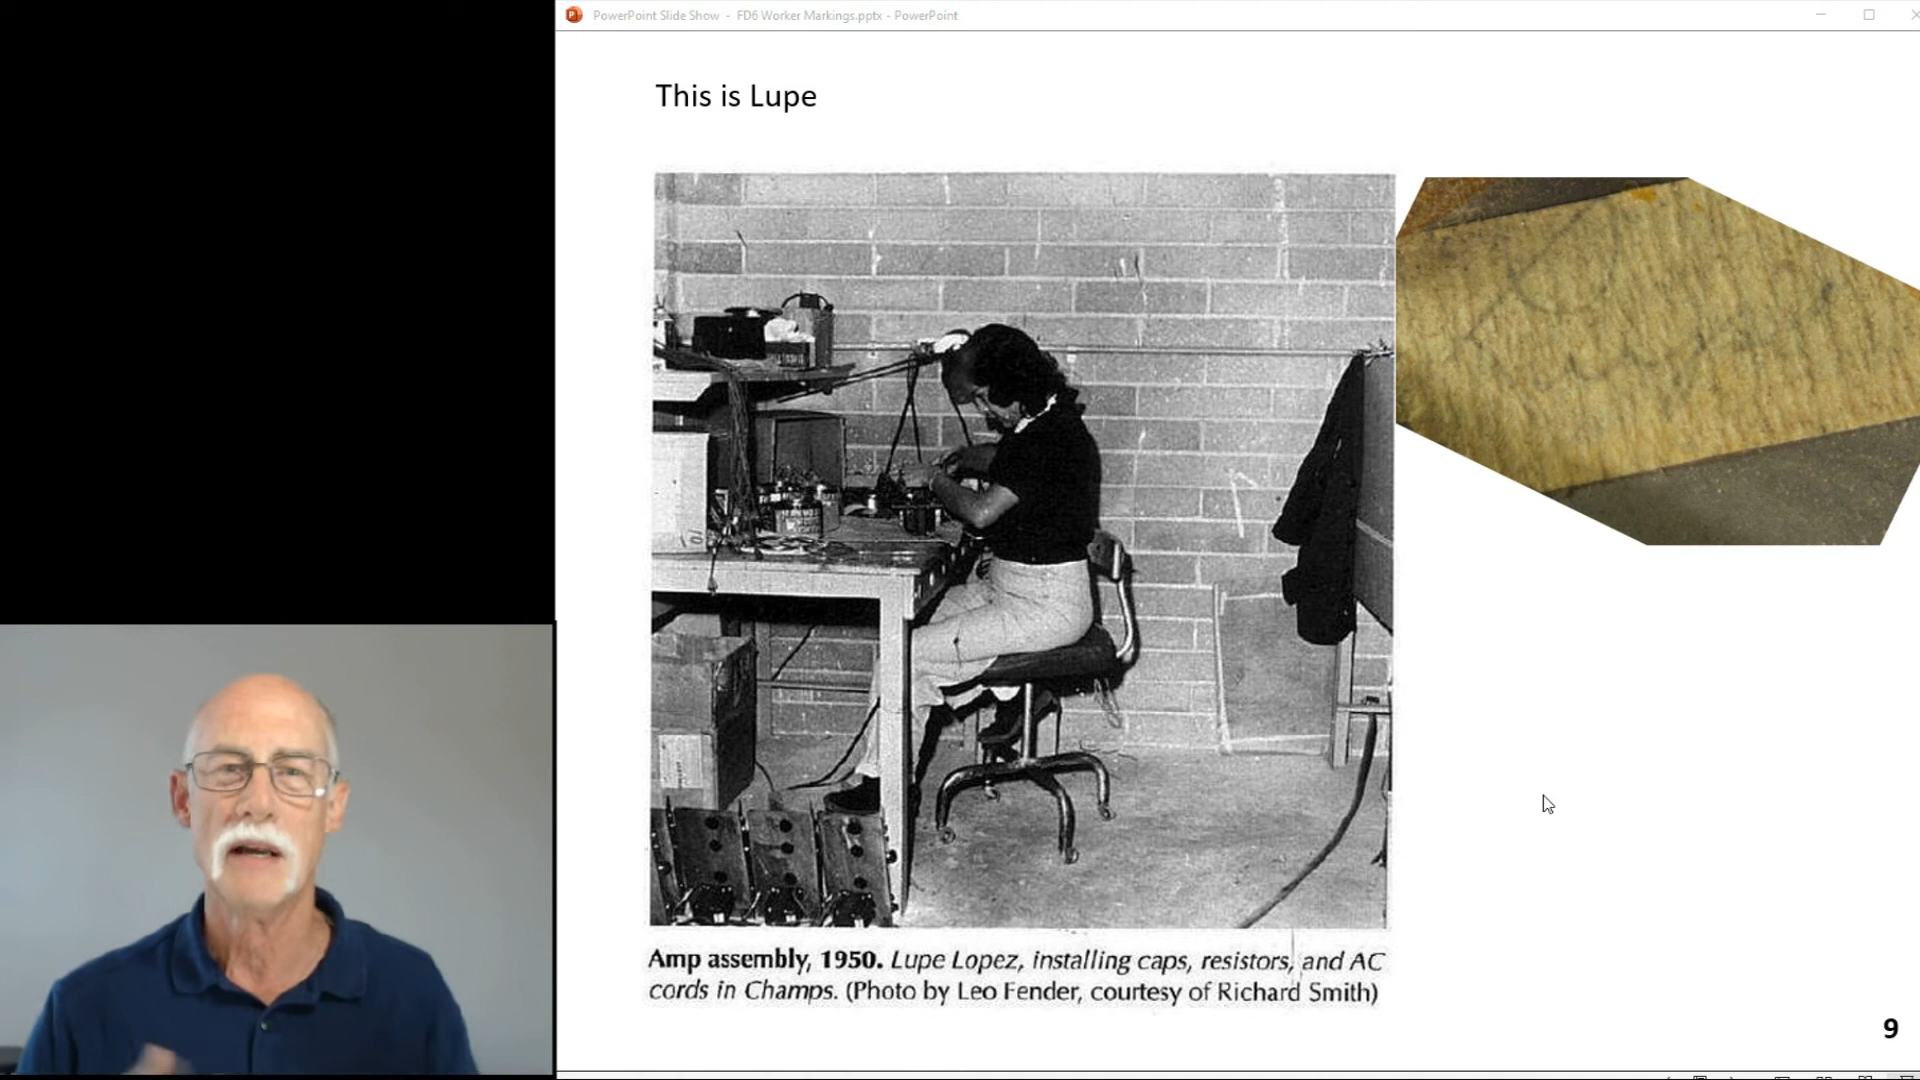 PowerPoint Slide Show - FD6 Worker Markings.pptx - PowerPoint
This is Lupe
Amp assembly, 1950. Lupe Lopez, installing caps, resistors, and AC
cords in Champs. (Photo by Leo Fender, courtesy of Richard Smith)
9